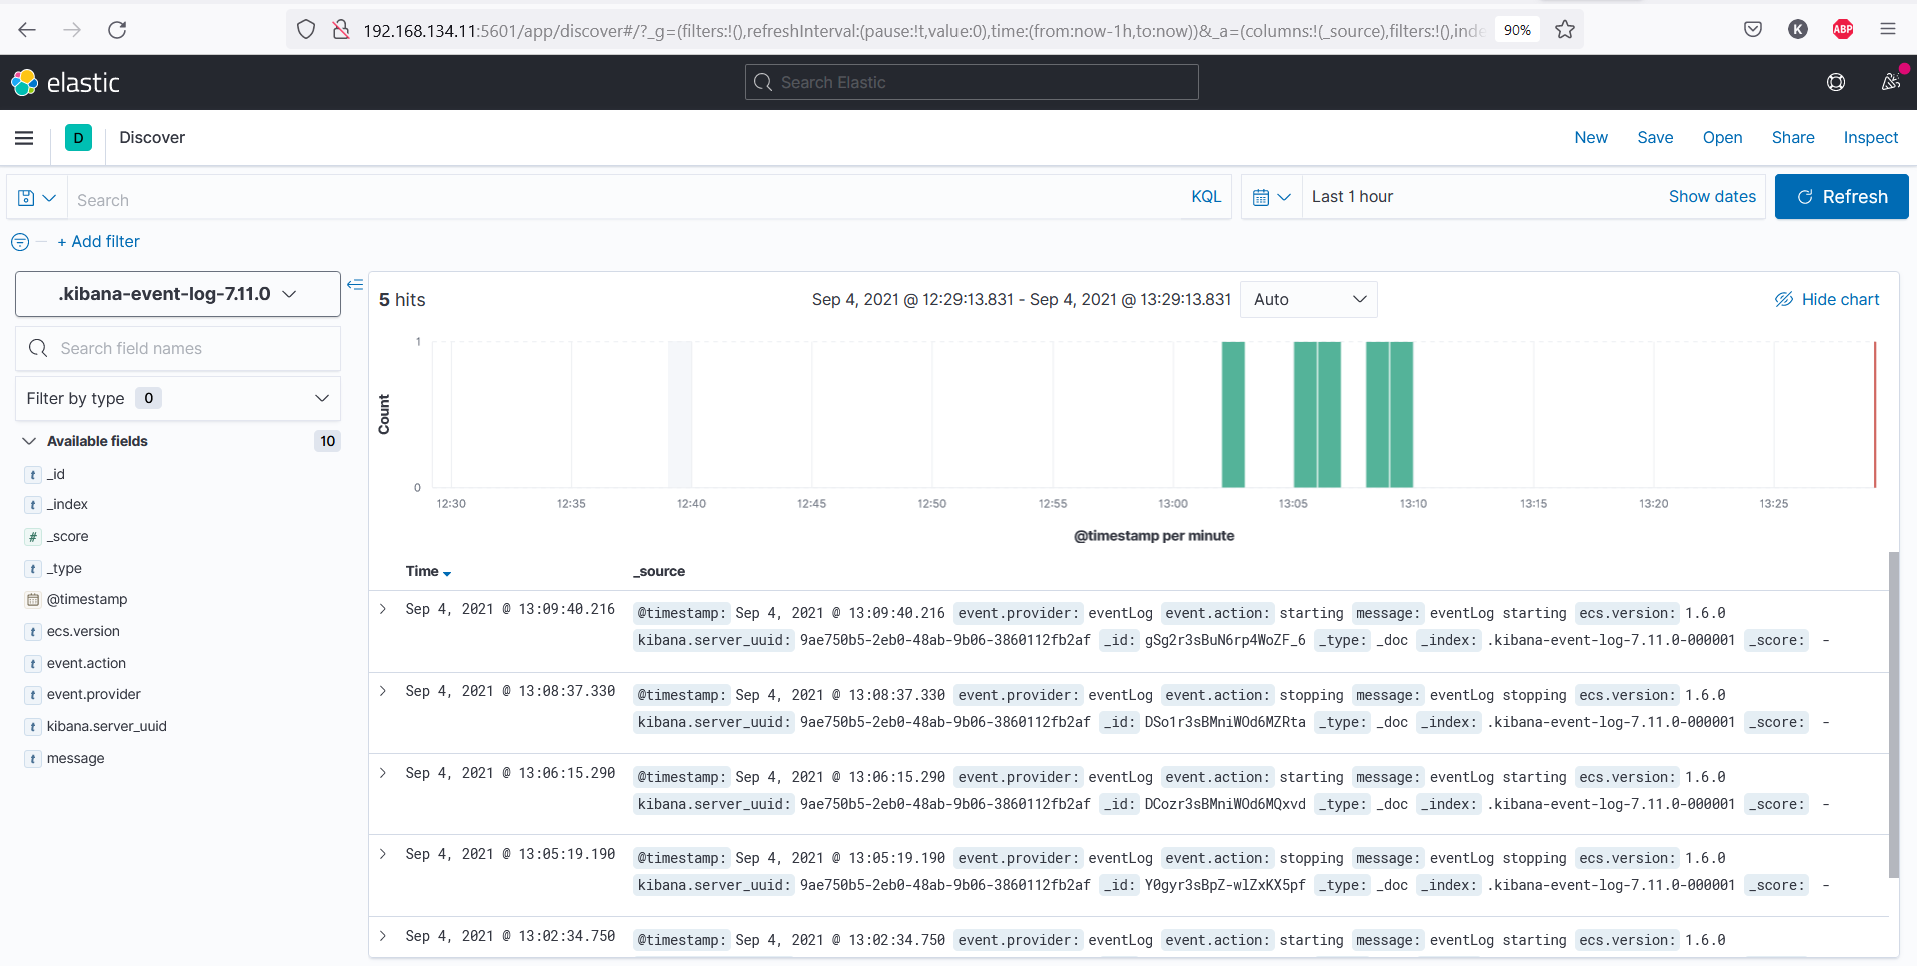 192.168.134.11:5601/app/discover#/?_g=(filters:!(),refreshInterval:(pause:!t,value:0),time:(from:now-1h,to:now))&_a=(columns:!(_source),filters:!(),inde 90% K ABP
elastic Search Elastic
D Discover New Save Open Share Inspect
Search KQL Last 1 hour Show dates Refresh
+ Add filter
.kibana-event-log-7.11.0
Search field names
Filter by type 0
Available fields 10
t _id
t _index
# _score
t _type
@timestamp
t ecs.version
t event.action
t event.provider
t kibana.server_uuid
t message
5 hits Sep 4, 2021 @ 12:29:13.831 - Sep 4, 2021 @ 13:29:13.831 Auto Hide chart
1
Count
0
12:30 12:35 12:40 12:45 12:50 12:55 13:00 13:05 13:10 13:15 13:20 13:25
@timestamp per minute
Time _source
Sep 4, 2021 @ 13:09:40.216 @timestamp: Sep 4, 2021 @ 13:09:40.216 event.provider: eventLog event.action: starting message: eventLog starting ecs.version: 1.6.0
kibana.server_uuid: 9ae750b5-2eb0-48ab-9b06-3860112fb2af _id: gSg2r3sBuN6rp4WoZF_6 _type: _doc _index: .kibana-event-log-7.11.0-000001 _score: -
Sep 4, 2021 @ 13:08:37.330 @timestamp: Sep 4, 2021 @ 13:08:37.330 event.provider: eventLog event.action: stopping message: eventLog stopping ecs.version: 1.6.0
kibana.server_uuid: 9ae750b5-2eb0-48ab-9b06-3860112fb2af _id: DSo1r3sBMniWOd6MZRta _type: _doc _index: .kibana-event-log-7.11.0-000001 _score: -
Sep 4, 2021 @ 13:06:15.290 @timestamp: Sep 4, 2021 @ 13:06:15.290 event.provider: eventLog event.action: starting message: eventLog starting ecs.version: 1.6.0
kibana.server_uuid: 9ae750b5-2eb0-48ab-9b06-3860112fb2af _id: DCozr3sBMniWOd6MQxvd _type: _doc _index: .kibana-event-log-7.11.0-000001 _score: -
Sep 4, 2021 @ 13:05:19.190 @timestamp: Sep 4, 2021 @ 13:05:19.190 event.provider: eventLog event.action: stopping message: eventLog stopping ecs.version: 1.6.0
kibana.server_uuid: 9ae750b5-2eb0-48ab-9b06-3860112fb2af _id: Y0gyr3sBpZ-wlZxKX5pf _type: _doc _index: .kibana-event-log-7.11.0-000001 _score: -
Sep 4, 2021 @ 13:02:34.750 @timestamp: Sep 4, 2021 @ 13:02:34.750 event.provider: eventLog event.action: starting message: eventLog starting ecs.version: 1.6.0